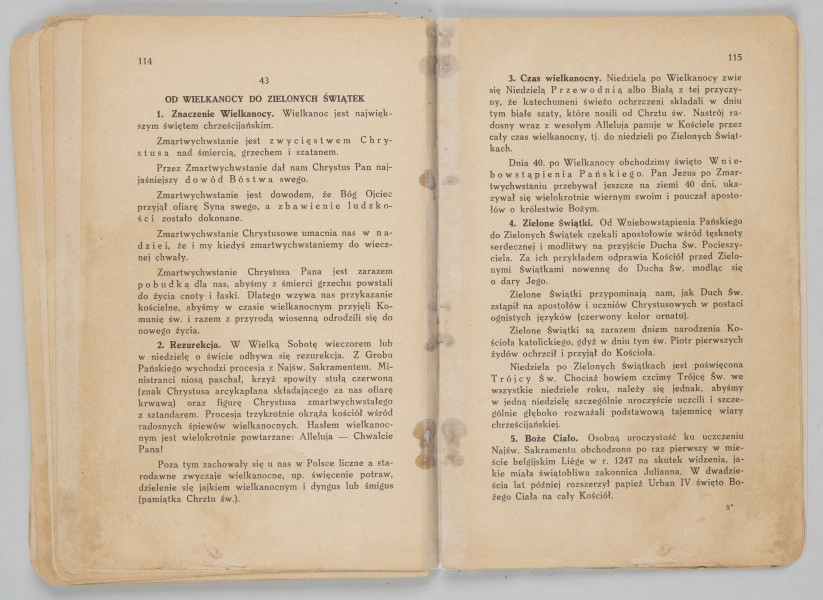 114
43
OD WIELKANOCY DO ZIELONYCH ŚWIĄTEK
1. Znaczenie Wielkanocy. Wielkanoc jest najwięk-
szym świętem chrześcijańskim.
Zmartwychwstanie jest zwycięstwem Chry-
stusa nad śmiercią, grzechem i szatanem.
Przez Zmartwychwstanie dał nam Chrystus Pan naj-
jaśniejszy dowód Bóstwa swego.
Zmartwychwstanie jest dowodem, że Bóg Ojciec
przyjął ofiarę Syna swego, a zbawienie ludzko-
ści zostało dokonane.
Zmartwychwstanie Chrystusowe umacnia nas w na-
dziei, że i my kiedyś zmartwychwstaniemy do wiecz-
nej chwały.
Zmartwychwstanie Chrystusa Pana jest zarazem
pobudką dla nas, abyśmy z śmierci grzechu powstali
do życia cnoty i łaski. Dlatego wzywa nas przykazanie
kościelne, abyśmy w czasie wielkanocnym przyjęli Ko-
munię św. i razem z przyrodą wiosenną odrodzili się do
nowego życia.
2. Rezurekcja. W Wielką Sobotę wieczorem lub
w niedzielę o świcie odbywa się rezurekcja. Z Grobu
Pańskiego wychodzi procesja z Najśw. Sakramentem. Mi-
nistranci niosą paschał, krzyż spowity stułą czerwoną
(znak Chrystusa arcykapłana składającego za nas ofiarę
krwawą) oraz figurę Chrystusa zmartwychwstałego
z sztandarem. Procesja trzykrotnie okrąża kościół wśród
radosnych śpiewów wielkanocnych. Hasłem wielkanoc-
nym jest wielokrotnie powtarzane: Alleluja — Chwalcie
Pana!
Poza tym zachowały się u nas w Polsce liczne a sta-
rodawne zwyczaje wielkanocne, np. święcenie potraw,
dzielenie się jajkiem wielkanocnym i dyngus lub śmigus
(pamiątka Chrztu św.).
115
3. Czas wielkanocny. Niedziela po Wielkanocy zwie
się Niedzielą Przewodnią albo Białą z tej przyczy-
ny, że katechumeni świeżo ochrzczeni składali w dniu
tym białe szaty, które nosili od Chrztu św. Nastrój ra-
dosny wraz z wesołym Alleluja panuje w Kościele przez
cały czas wielkanocny, tj. do niedzieli po Zielonych Świąt-
kach.
Dnia 40. po Wielkanocy obchodzimy święto Wnie-
bowstąpienia Pańskiego. Pan Jezus po Zmar-
twychwstaniu przebywał jeszcze na ziemi 40 dni, uka-
zywał się wielokrotnie wiernym swoim i pouczał aposto-
łów o królestwie Bożym.
4. Zielone Świątki. Od Wniebowstąpienia Pańskiego
do Zielonych Świątek czekali apostołowie wśród tęsknoty
serdecznej i modlitwy na przyjście Ducha Św. Pocieszy-
ciela. Za ich przykładem odprawia Kościół przed Zielo-
nymi Świątkami nowennę do Ducha Św. modląc się
o dary Jego.
Zielone Świątki przypominają nam, jak Duch Św.
zstąpił na apostołów i uczniów Chrystusowych w postaci
ognistych języków (czerwony kolor ornatu).
Zielone Świątki są zarazem dniem narodzenia Ko-
ścioła katolickiego, gdyż w dniu tym św. Piotr pierwszych
żydów ochrzcił i przyjął do Kościoła.
Niedziela po Zielonych Świątkach jest poświęcona
Trójcy Św. Chociaż bowiem czcimy Trójcę Św. we
wszystkie niedziele roku, należy się jednak, abyśmy
w jedną niedzielę szczególnie uroczyście uczcili i szcze-
gólnie głęboko rozważali podstawową tajemnicę wiary
chrześcijańskiej.
5. Boże Ciało. Osobną uroczystość ku uczczeniu
Najśw. Sakramentu obchodzono po raz pierwszy w mie-
ście belgijskim Liége w r. 1247 na skutek widzenia, ja-
kie miała świątobliwa zakonnica Julianna. W dwadzie-
ścia lat później rozszerzył papież Urban IV święto Bo-
żego Ciała na cały Kościół.
8*